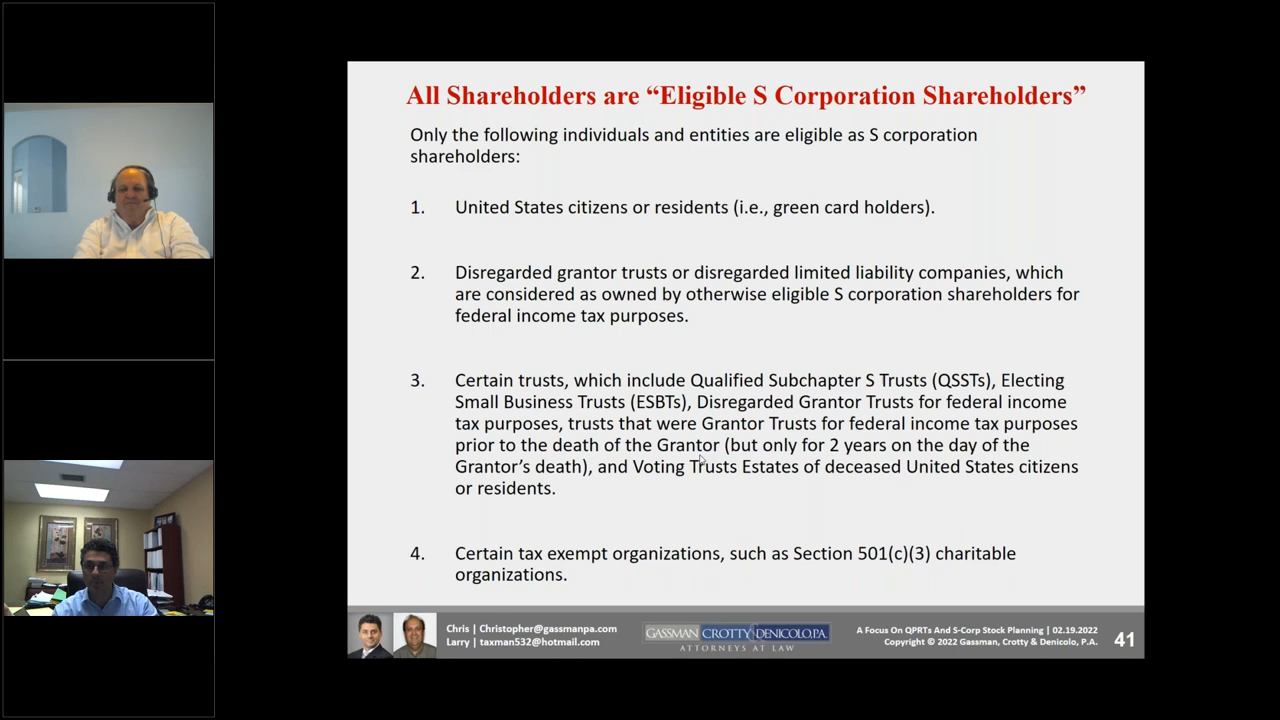 All Shareholders are “Eligible S Corporation Shareholders”
Only the following individuals and entities are eligible as S corporation
shareholders:
1. United States citizens or residents (i.e., green card holders).
2. Disregarded grantor trusts or disregarded limited liability companies, which
are considered as owned by otherwise eligible S corporation shareholders for
federal income tax purposes.
3. Certain trusts, which include Qualified Subchapter S Trusts (QSSTs), Electing
Small Business Trusts (ESBTs), Disregarded Grantor Trusts for federal income
tax purposes, trusts that were Grantor Trusts for federal income tax purposes
prior to the death of the Grantor (but only for 2 years on the day of the
Grantor’s death), and Voting Trusts Estates of deceased United States citizens
or residents.
4. Certain tax exempt organizations, such as Section 501(c)(3) charitable
organizations.
Chris | Christopher@gassmanpa.com
Larry | taxman532@hotmail.com
GASSMAN CROTTY DENICOLO, P.A.
ATTORNEYS AT LAW
A Focus On QPRTs And S-Corp Stock Planning | 02.19.2022
Copyright © 2022 Gassman, Crotty & Denicolo, P.A.
41